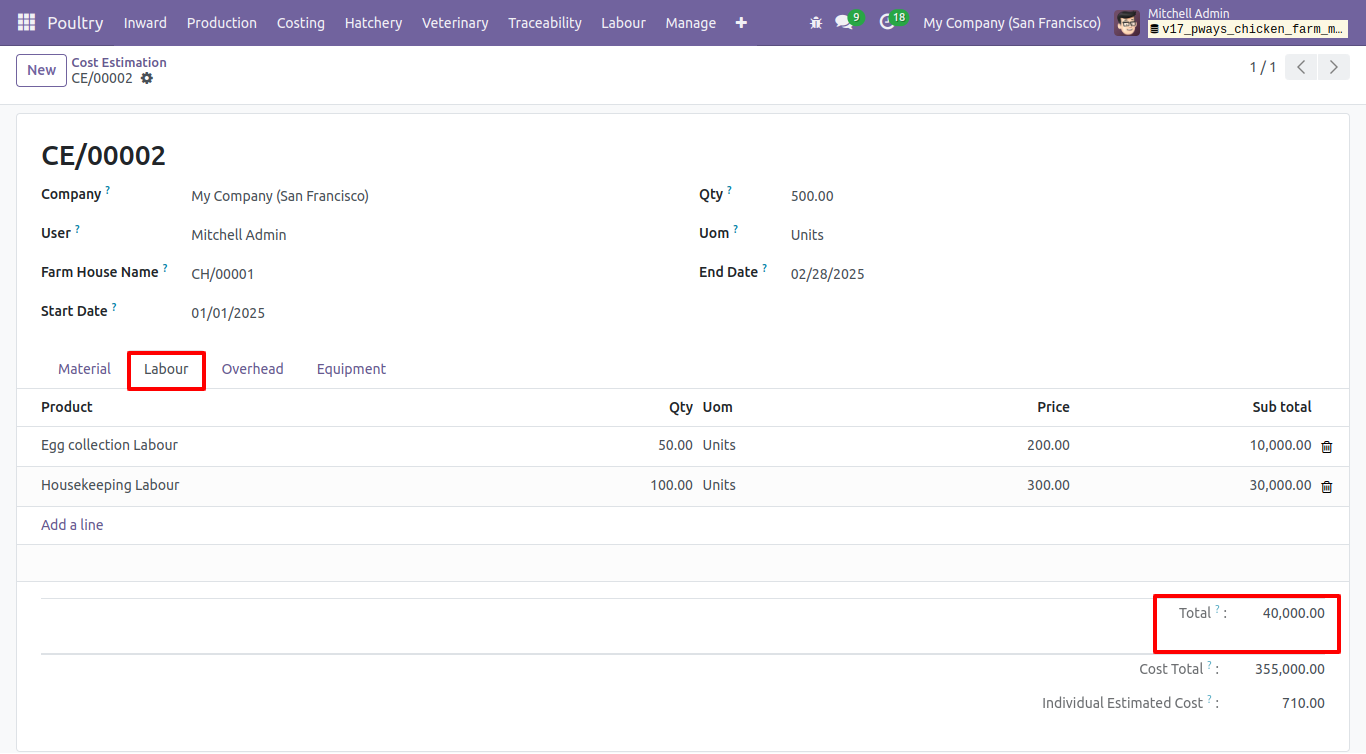 Poultry Inward Production Costing Hatchery Veterinary Traceability Labour Manage 9 18 My Company (San Francisco) Mitchell Admin
v17_pways_chicken_farm_m...
New Cost Estimation
CE/00002
1 / 1
CE/00002
Company ? My Company (San Francisco) Qty ? 500.00
User ? Mitchell Admin Uom ? Units
Farm House Name ? CH/00001 End Date ? 02/28/2025
Start Date ? 01/01/2025
Material Labour Overhead Equipment
Product Qty Uom Price Sub total
Egg collection Labour 50.00 Units 200.00 10,000.00
Housekeeping Labour 100.00 Units 300.00 30,000.00
Add a line
Total ? : 40,000.00
Cost Total ? : 355,000.00
Individual Estimated Cost ? : 710.00